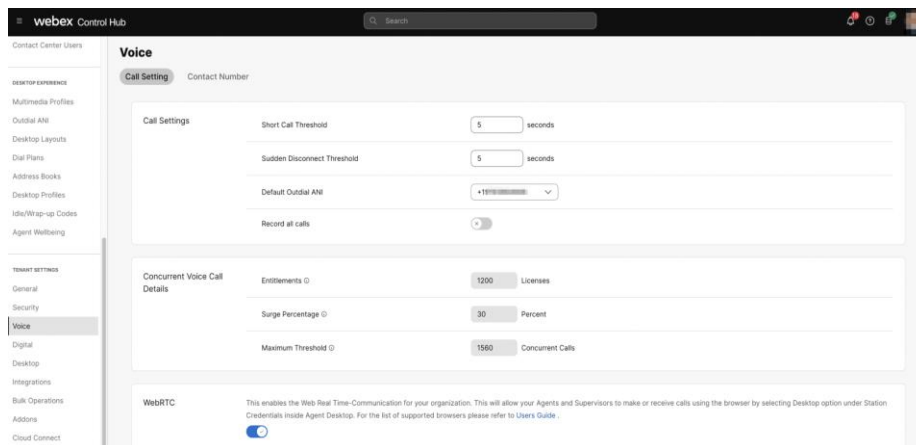 webex Control Hub
Search
Contact Center Users
DESKTOP EXPERIENCE
Multimedia Profiles
Outdial ANI
Desktop Layouts
Dial Plans
Address Books
Desktop Profiles
Idle/Wrap-up Codes
Agent Wellbeing
TENANT SETTINGS
General
Security
Voice
Digital
Desktop
Integrations
Bulk Operations
Addons
Cloud Connect
Voice
Call Setting Contact Number
Call Settings
Short Call Threshold 5 seconds
Sudden Disconnect Threshold 5 seconds
Default Outdial ANI
Record all calls
Concurrent Voice Call
Details
Entitlements 1200 Licenses
Surge Percentage 30 Percent
Maximum Threshold 1560 Concurrent Calls
WebRTC
This enables the Web Real Time-Communication for your organization. This will allow your Agents and Supervisors to make or receive calls using the browser by selecting Desktop option under Station
Credentials inside Agent Desktop. For the list of supported browsers please refer to Users Guide .